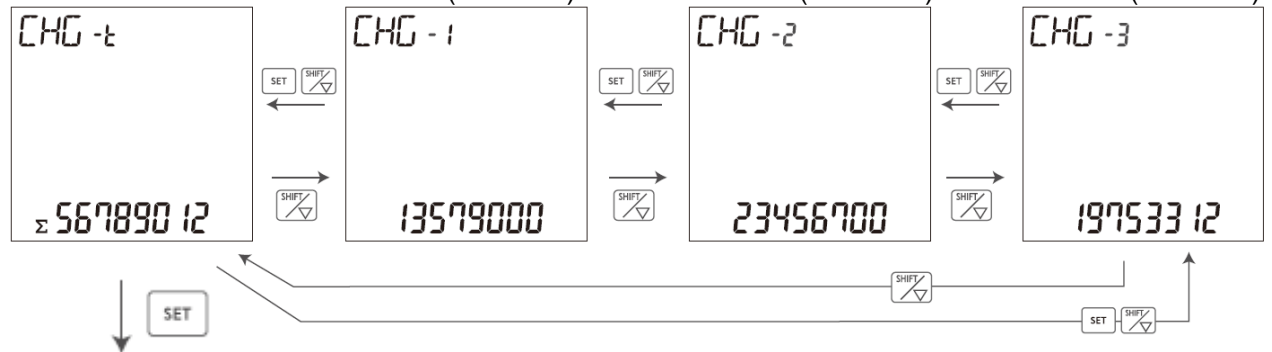 CHG -t
CHG -1
CHG -2
CHG -3
SET SHIFT/▽
SET SHIFT/▽
SET SHIFT/▽
SHIFT/▽
SHIFT/▽
SHIFT/▽
Σ 56789012
13579000
23456700
19753312
SHIFT/▽
SET
SET SHIFT/▽